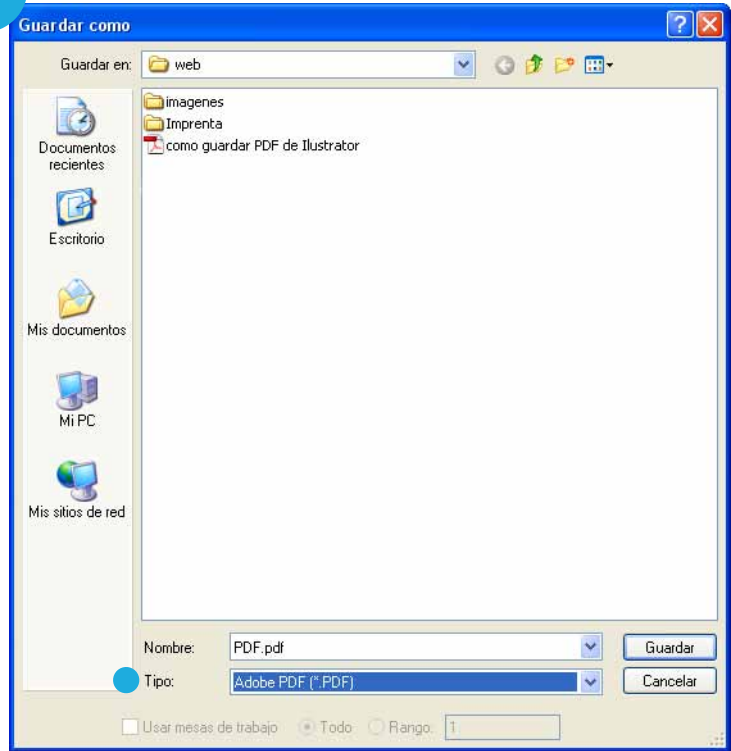 Guardar como
Guardar en: web
imagenes
Imprenta
como guardar PDF de Ilustrator
Documentos
recientes
Escritorio
Mis documentos
Mi PC
Mis sitios de red
Nombre: PDF.pdf Guardar
Tipo: Adobe PDF (*.PDF) Cancelar
Usar mesas de trabajo Todo Rango: 1